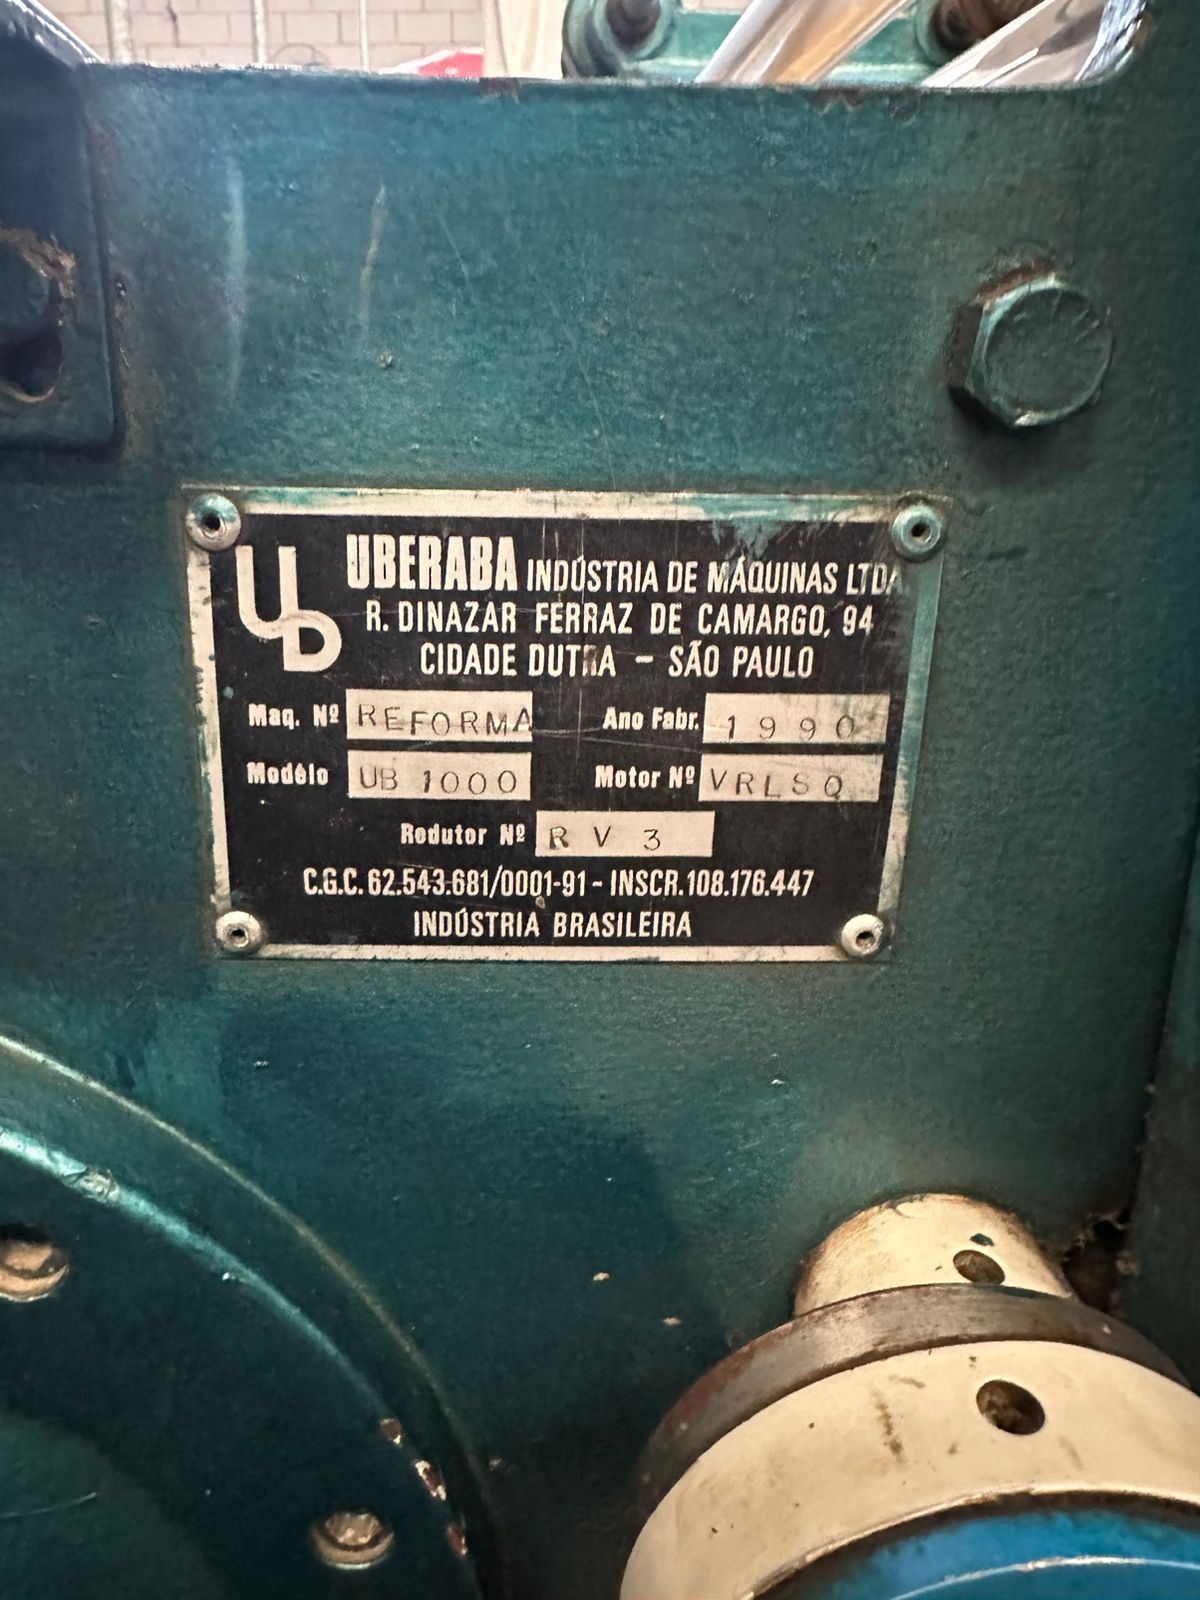 UBERABA INDÚSTRIA DE MÁQUINAS LTDA
R. DINAZAR FERRAZ DE CAMARGO, 94
CIDADE DUTRA - SÃO PAULO
Maq. Nº REFORMA Ano Fabr. 1990
Modêlo UB 1000 Motor Nº VRLSQ
Redutor Nº RV3
C.G.C. 62.543.681/0001-91 - INSCR. 108.176.447
INDÚSTRIA BRASILEIRA